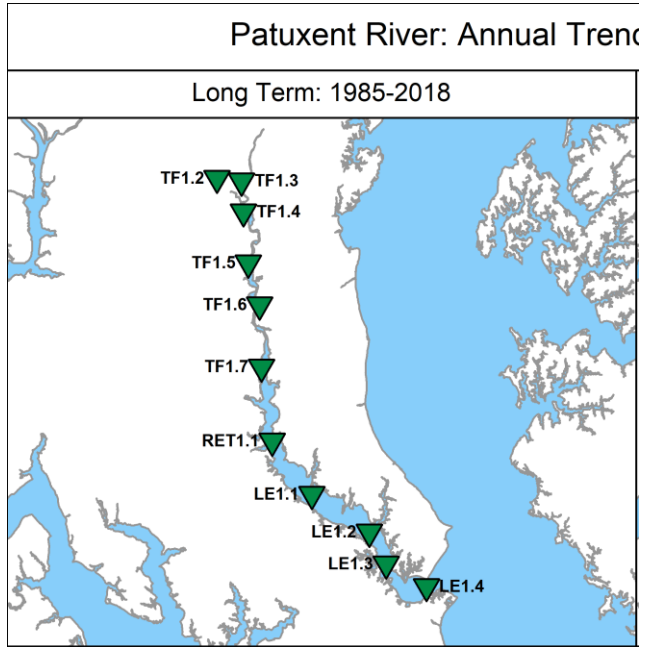 Patuxent River: Annual Trend
Long Term: 1985-2018
TF1.2
TF1.3
TF1.4
TF1.5
TF1.6
TF1.7
RET1.1
LE1.1
LE1.2
LE1.3
LE1.4